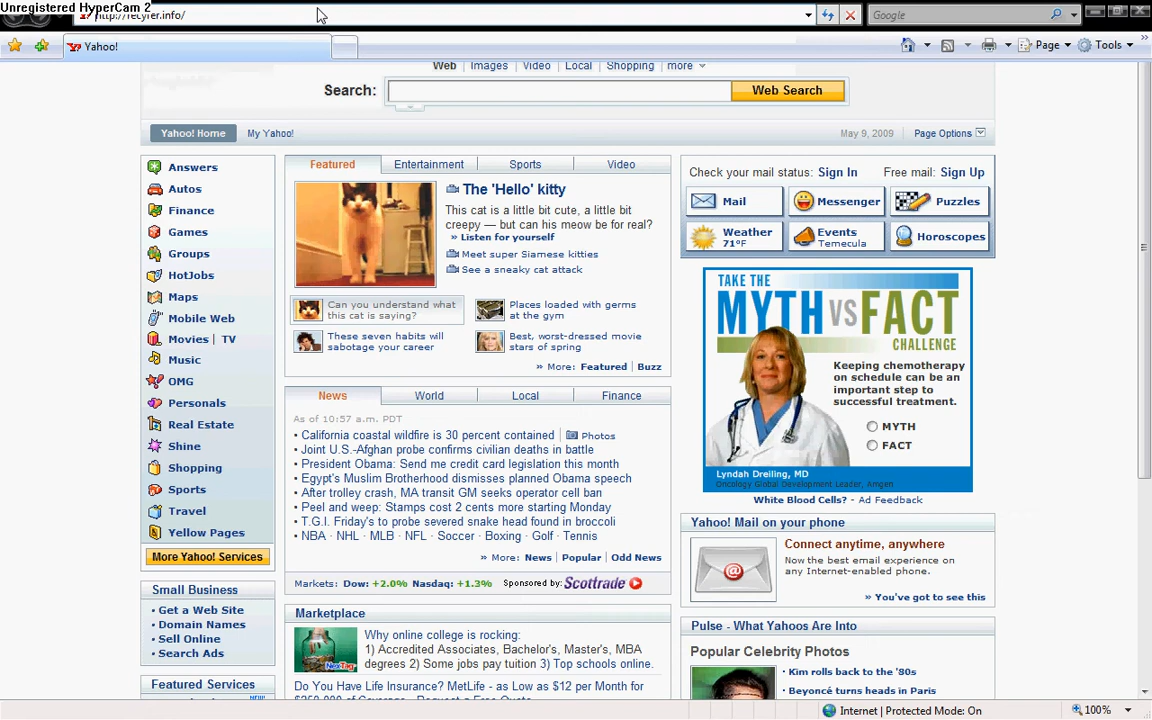 Unregistered HyperCam 2
http://recyfer.info/
Google
Yahoo!
Page
Tools
Web Images Video Local Shopping more
Search:
Web Search
Yahoo! Home My Yahoo!
May 9, 2009 Page Options
Answers
Autos
Finance
Games
Groups
HotJobs
Maps
Mobile Web
Movies | TV
Music
OMG
Personals
Real Estate
Shine
Shopping
Sports
Travel
Yellow Pages
More Yahoo! Services
Small Business
• Get a Web Site
• Domain Names
• Sell Online
• Search Ads
Featured Services
NEW!
Featured Entertainment Sports Video
The 'Hello' kitty
This cat is a little bit cute, a little bit
creepy — but can his meow be for real?
» Listen for yourself
Meet super Siamese kitties
See a sneaky cat attack
Can you understand what
this cat is saying?
Places loaded with germs
at the gym
These seven habits will
sabotage your career
Best, worst-dressed movie
stars of spring
» More: Featured | Buzz
News World Local Finance
As of 10:57 a.m. PDT
• California coastal wildfire is 30 percent contained | Photos
• Joint U.S.-Afghan probe confirms civilian deaths in battle
• President Obama: Send me credit card legislation this month
• Egypt's Muslim Brotherhood dismisses planned Obama speech
• After trolley crash, MA transit GM seeks operator cell ban
• Peel and weep: Stamps cost 2 cents more starting Monday
• T.G.I. Friday's to probe severed snake head found in broccoli
• NBA · NHL · MLB · NFL · Soccer · Boxing · Golf · Tennis
» More: News | Popular | Odd News
Markets: Dow: +2.0% Nasdaq: +1.3% Sponsored by: Scottrade
Marketplace
NexTag
Why online college is rocking:
1) Accredited Associates, Bachelor's, Master's, MBA
degrees 2) Some jobs pay tuition 3) Top schools online.
Do You Have Life Insurance? MetLife - as Low as $12 per Month for
$250,000 of Coverage - Request a Free Quote
Check your mail status: Sign In Free mail: Sign Up
Mail
Messenger
Puzzles
Weather
71°F
Events
Temecula
Horoscopes
TAKE THE
MYTH VS FACT
CHALLENGE
Keeping chemotherapy
on schedule can be an
important step to
successful treatment.
MYTH
FACT
Lyndah Dreiling, MD
Oncology Global Development Leader, Amgen
White Blood Cells? - Ad Feedback
Yahoo! Mail on your phone
Connect anytime, anywhere
Now the best email experience on
any Internet-enabled phone.
» You've got to see this
Pulse - What Yahoos Are Into
Popular Celebrity Photos
• Kim rolls back to the '80s
• Beyoncé turns heads in Paris
Internet | Protected Mode: On
100%